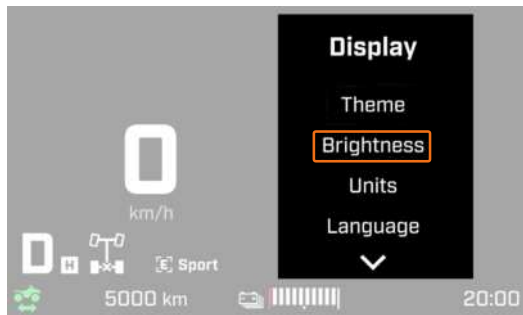 Display
Theme
Brightness
Units
Language
0
km/h
D H [E] Sport
5000 km
20:00